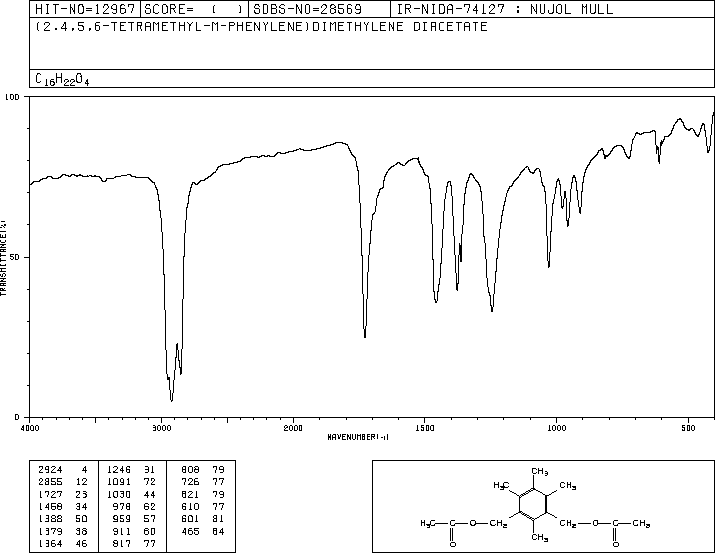 HIT-NO=12967 SCORE= ( ) SDBS-NO=28569 IR-NIDA-74127 : NUJOL MULL
(2,4,5,6-TETRAMETHYL-M-PHENYLENE)DIMETHYLENE DIACETATE
C16H22O4
100
50
0
TRANSMITTANCE(%)
4000 3000 2000 1500 1000 500
WAVENUMBER(-1)
2924 4 1246 31 808 79
2855 12 1091 72 726 77
1727 23 1030 44 621 79
1458 34 978 62 610 77
1388 50 959 57 601 81
1379 38 911 60 465 84
1364 46 817 77
CH3
H3C CH3
H3C C O CH2 CH3 CH2 O C CH3
O O